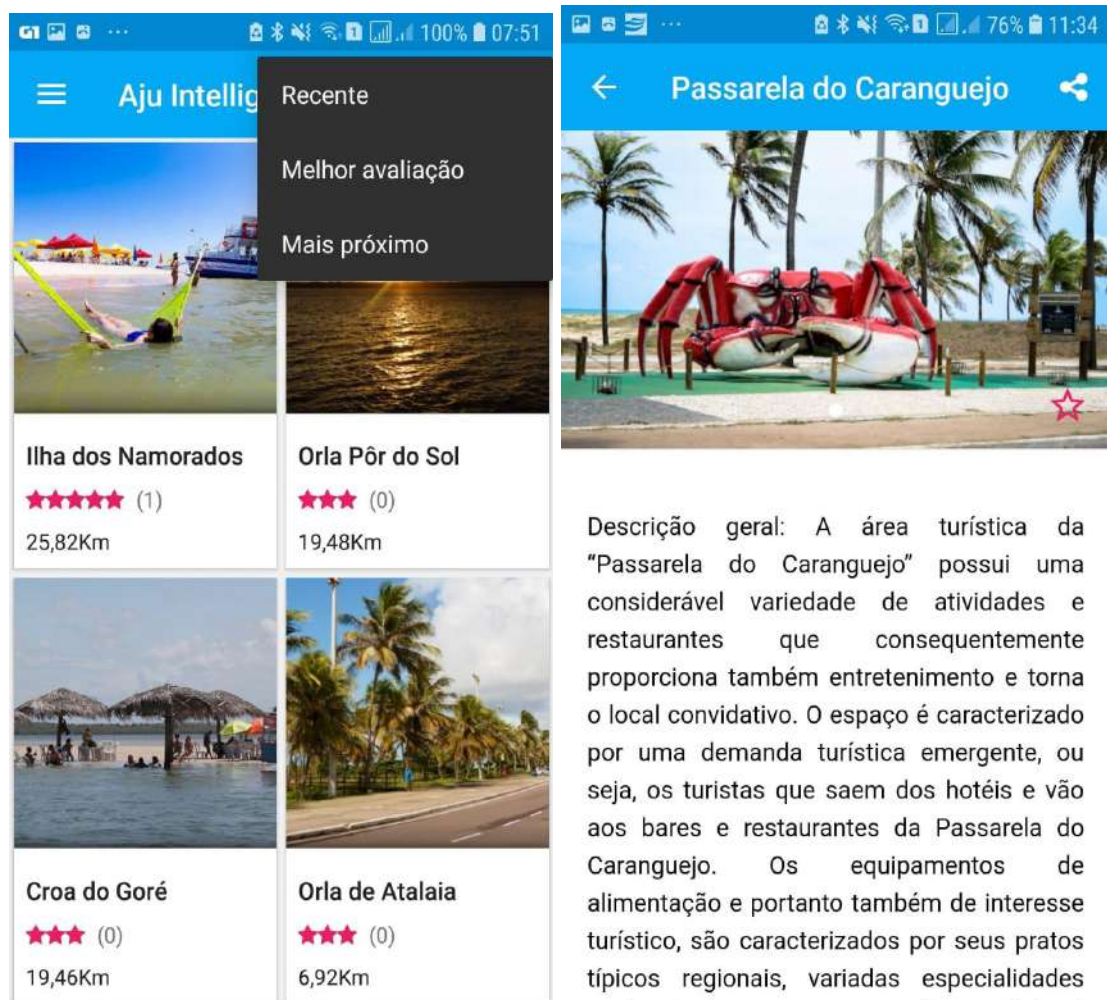 G1 ... 100% 07:51
Aju Intellig
Recente
Melhor avaliação
Mais próximo
Ilha dos Namorados
(1)
25,82Km
Orla Pôr do Sol
(0)
19,48Km
Croa do Goré
(0)
19,46Km
Orla de Atalaia
(0)
6,92Km
... 1 76% 11:34
Passarela do Caranguejo
Descrição geral: A área turística da
“Passarela do Caranguejo” possui uma
considerável variedade de atividades e
restaurantes que consequentemente
proporciona também entretenimento e torna
o local convidativo. O espaço é caracterizado
por uma demanda turística emergente, ou
seja, os turistas que saem dos hotéis e vão
aos bares e restaurantes da Passarela do
Caranguejo. Os equipamentos de
alimentação e portanto também de interesse
turístico, são caracterizados por seus pratos
típicos regionais, variadas especialidades